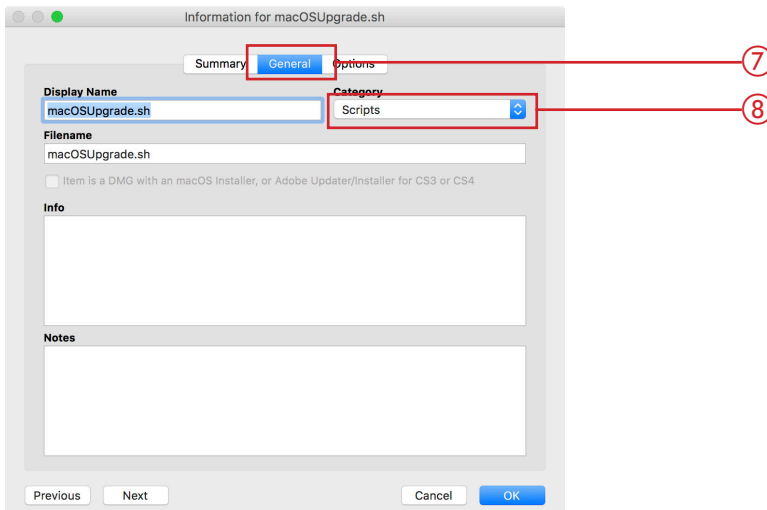 Information for macOSUpgrade.sh
Summary General Options
⑦
Display Name Category
macOSUpgrade.sh Scripts
⑧
Filename
macOSUpgrade.sh
Item is a DMG with an macOS Installer, or Adobe Updater/Installer for CS3 or CS4
Info
Notes
Previous Next Cancel OK